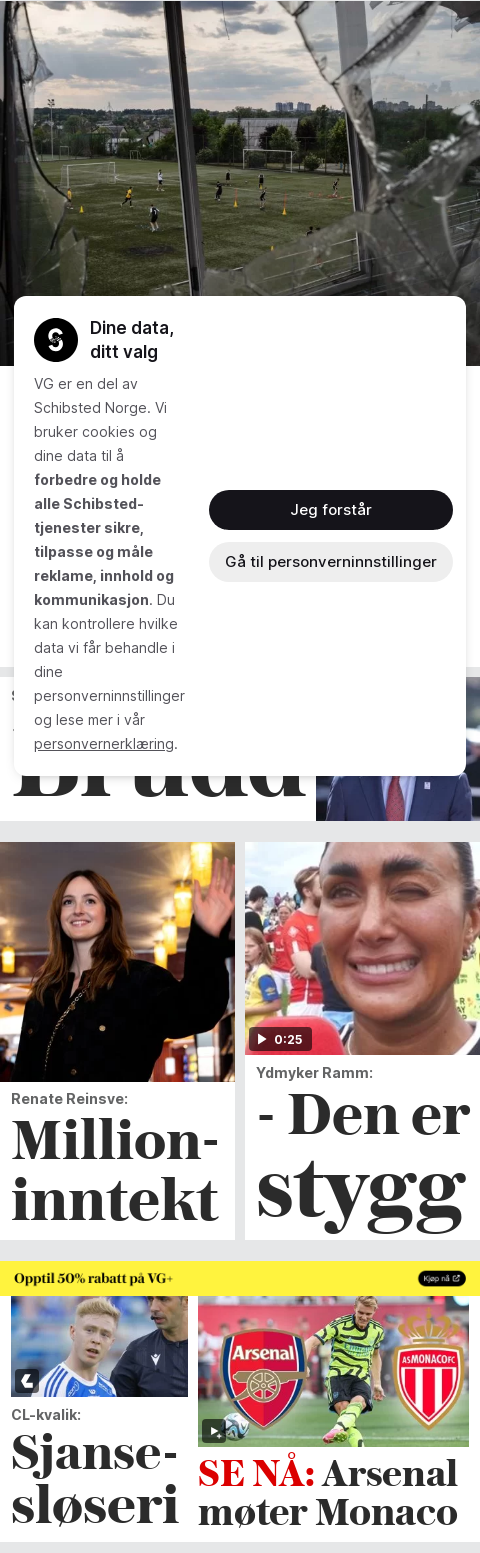 Dine data,
ditt valg
VG er en del av
Schibsted Norge. Vi
bruker cookies og
dine data til å
forbedre og holde
alle Schibsted-
tjenester sikre,
tilpasse og måle
reklame, innhold og
kommunikasjon. Du
kan kontrollere hvilke
data vi får behandle i
dine
personverninnstillinger
og lese mer i vår
personvernerklæring.
Jeg forstår
Gå til personverninnstillinger
Brudd
Renate Reinsve:
Million-
inntekt
0:25
Ydmyker Ramm:
- Den er
stygg
Opptil 50% rabatt på VG+
Kjøp nå
CL-kvalik:
Sjanse-
sløseri
Arsenal
AS MONACO FC
SE NÅ: Arsenal
møter Monaco